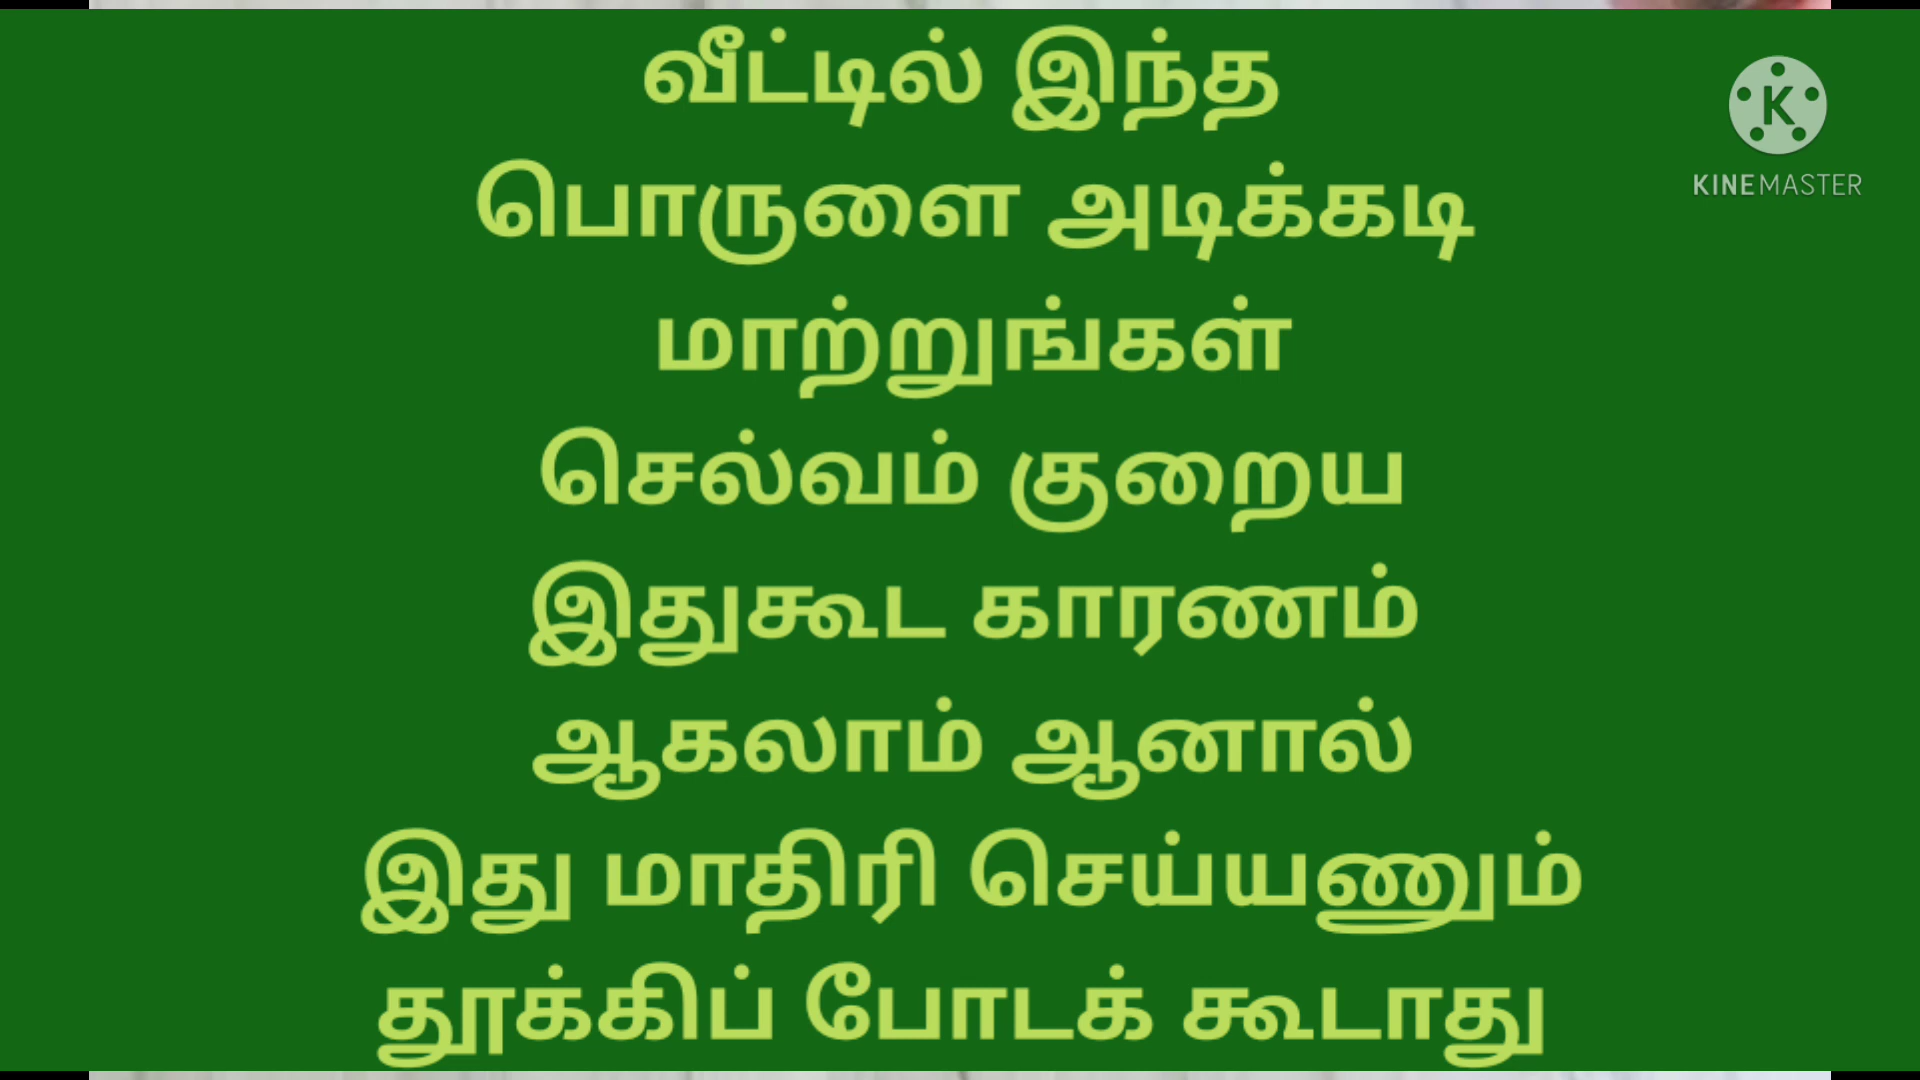 வீட்டில் இந்த
பொருளை அடிக்கடி
மாற்றுங்கள்
செல்வம் குறைய
இதுகூட காரணம்
ஆகலாம் ஆனால்
இது மாதிரி செய்யணும்
தூக்கிப் போடக் கூடாது
K
KINEMASTER